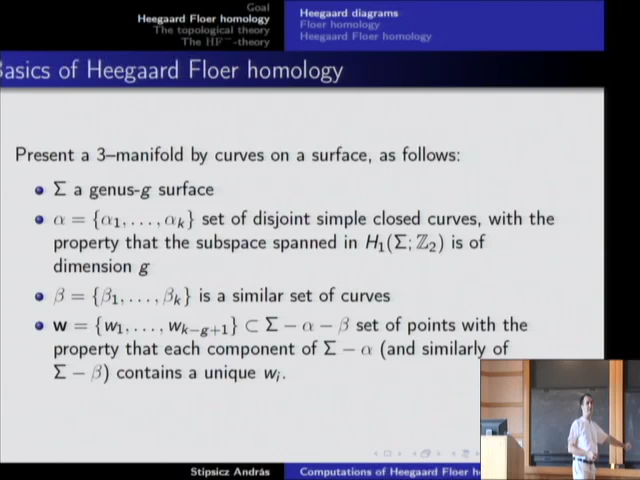 Goal
Heegaard Floer homology
The topological theory
The HF⁻-theory
Heegaard diagrams
Floer homology
Heegaard Floer homology
Basics of Heegaard Floer homology
Present a 3–manifold by curves on a surface, as follows:
Σ a genus-g surface
α = {α₁, . . . , αₖ} set of disjoint simple closed curves, with the
property that the subspace spanned in H₁(Σ; ℤ₂) is of
dimension g
β = {β₁, . . . , βₖ} is a similar set of curves
w = {w₁, . . . , wₖ₋g₊₁} ⊂ Σ − α − β set of points with the
property that each component of Σ − α (and similarly of
Σ − β) contains a unique wᵢ.
Stipsicz András
Computations of Heegaard Floer h